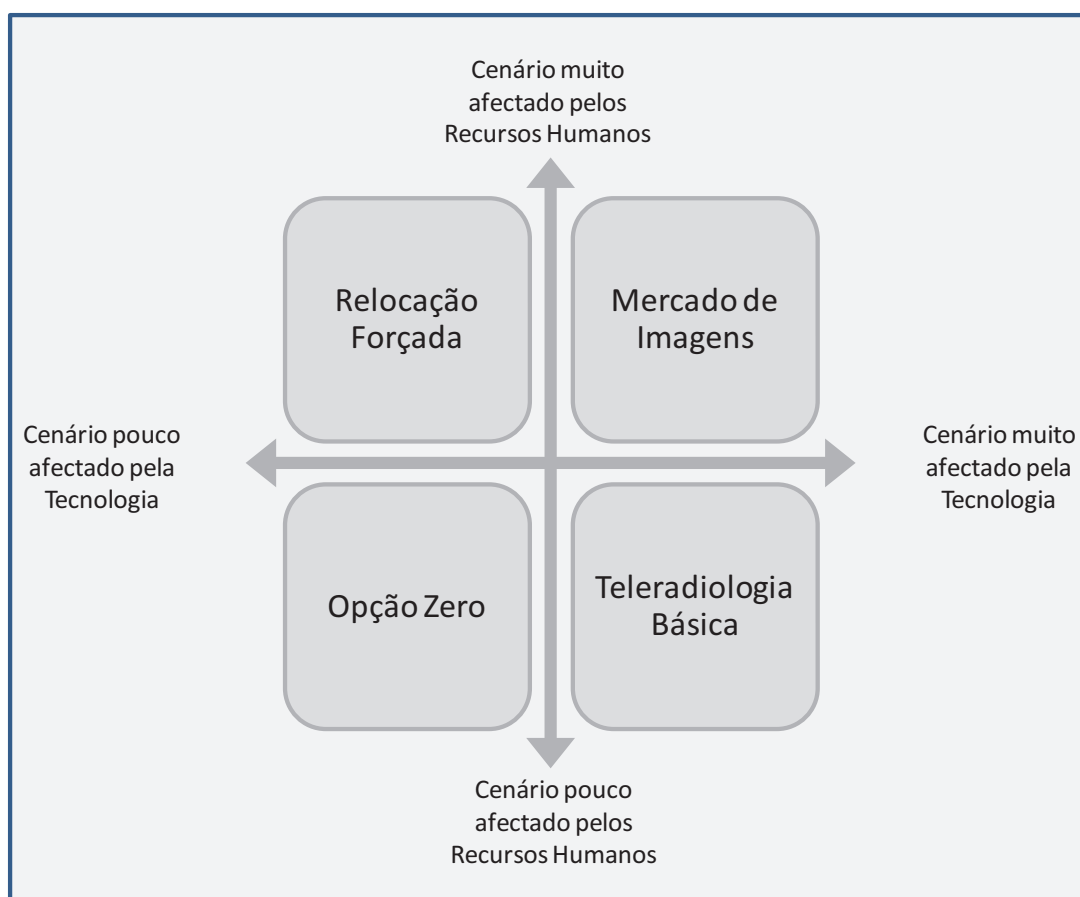 Cenário muito
afectado pelos
Recursos Humanos
Relocação
Forçada
Mercado de
Imagens
Cenário pouco
afectado pela
Tecnologia
Cenário muito
afectado pela
Tecnologia
Opção Zero
Teleradiologia
Básica
Cenário pouco
afectado pelos
Recursos Humanos